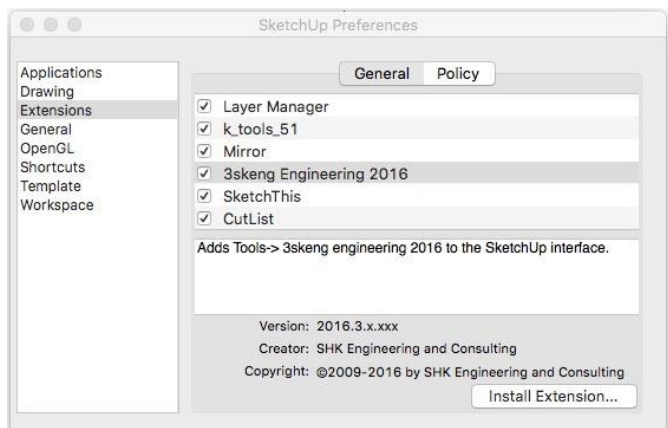 SketchUp Preferences
Applications
Drawing
Extensions
General
OpenGL
Shortcuts
Template
Workspace
General Policy
Layer Manager
k_tools_51
Mirror
3skeng Engineering 2016
SketchThis
CutList
Adds Tools-> 3skeng engineering 2016 to the SketchUp interface.
Version: 2016.3.x.xxx
Creator: SHK Engineering and Consulting
Copyright: ©2009-2016 by SHK Engineering and Consulting
Install Extension...